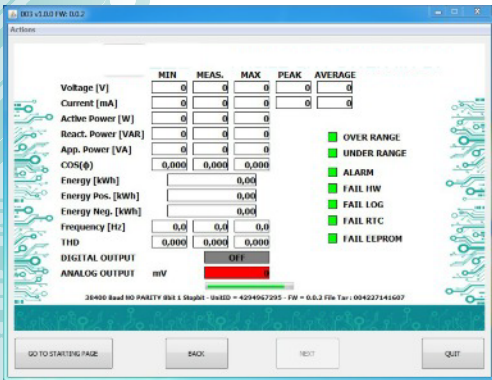 D03 v1.0.0 FW: 0.0.2
Actions
MIN MEAS. MAX PEAK AVERAGE
Voltage [V] 0 0 0 0 0
Current [mA] 0 0 0 0 0
Active Power [W] 0 0 0
React. Power [VAR] 0 0 0
App. Power [VA] 0 0 0
COS(ϕ) 0,000 0,000 0,000
Energy [kWh] 0,00
Energy Pos. [kWh] 0,00
Energy Neg. [kWh] 0,00
Frequency [Hz] 0,0 0,0 0,0
THD 0,000 0,000 0,000
DIGITAL OUTPUT OFF
ANALOG OUTPUT mV 0
OVER RANGE
UNDER RANGE
ALARM
FAIL HW
FAIL LOG
FAIL RTC
FAIL EEPROM
38400 Baud NO PARITY 8bit 1 Stopbit - UnitID = 4294967295 - FW = 0.0.2 File Tar: 004227141607
GO TO STARTING PAGE BACK NEXT QUIT